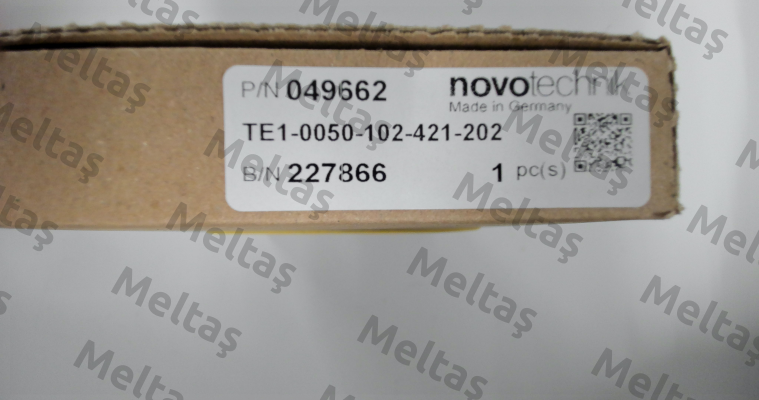 P/N 049662
novotechnik
Made in Germany
TE1-0050-102-421-202
B/N 227866
1 pc(s)
Meltaş